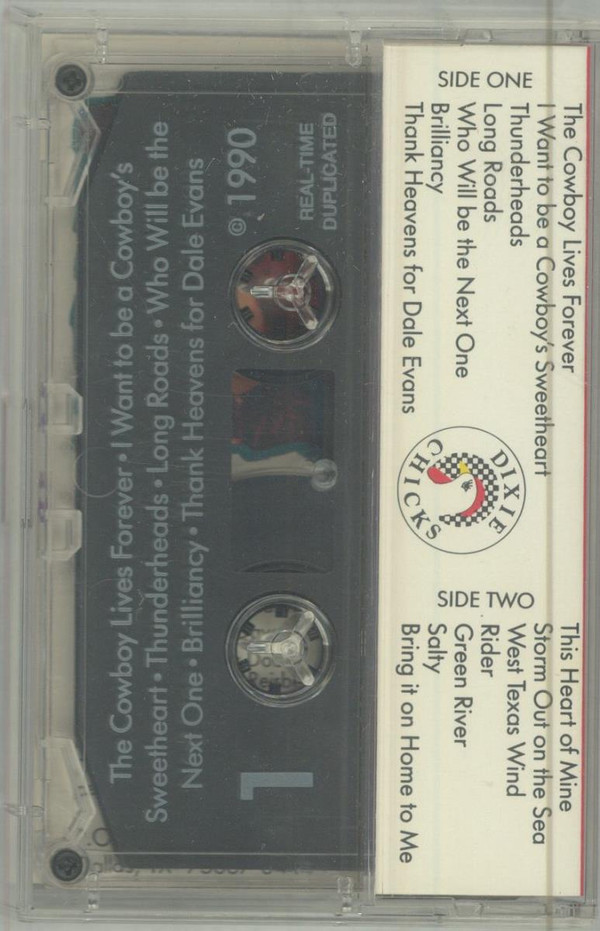 SIDE ONE
The Cowboy Lives Forever
I Want to be a Cowboy's Sweetheart
Thunderheads
Long Roads
Who Will be the Next One
Brilliancy
Thank Heavens for Dale Evans
DIXIE
CHICKS
SIDE TWO
This Heart of Mine
Storm Out on the Sea
West Texas Wind
Rider
Green River
Salty
Bring it on Home to Me
The Cowboy Lives Forever • I Want to be a Cowboy's
Sweetheart • Thunderheads • Long Roads • Who Will be the
Next One • Brilliancy • Thank Heavens for Dale Evans
© 1990
REAL-TIME
DUPLICATED
1